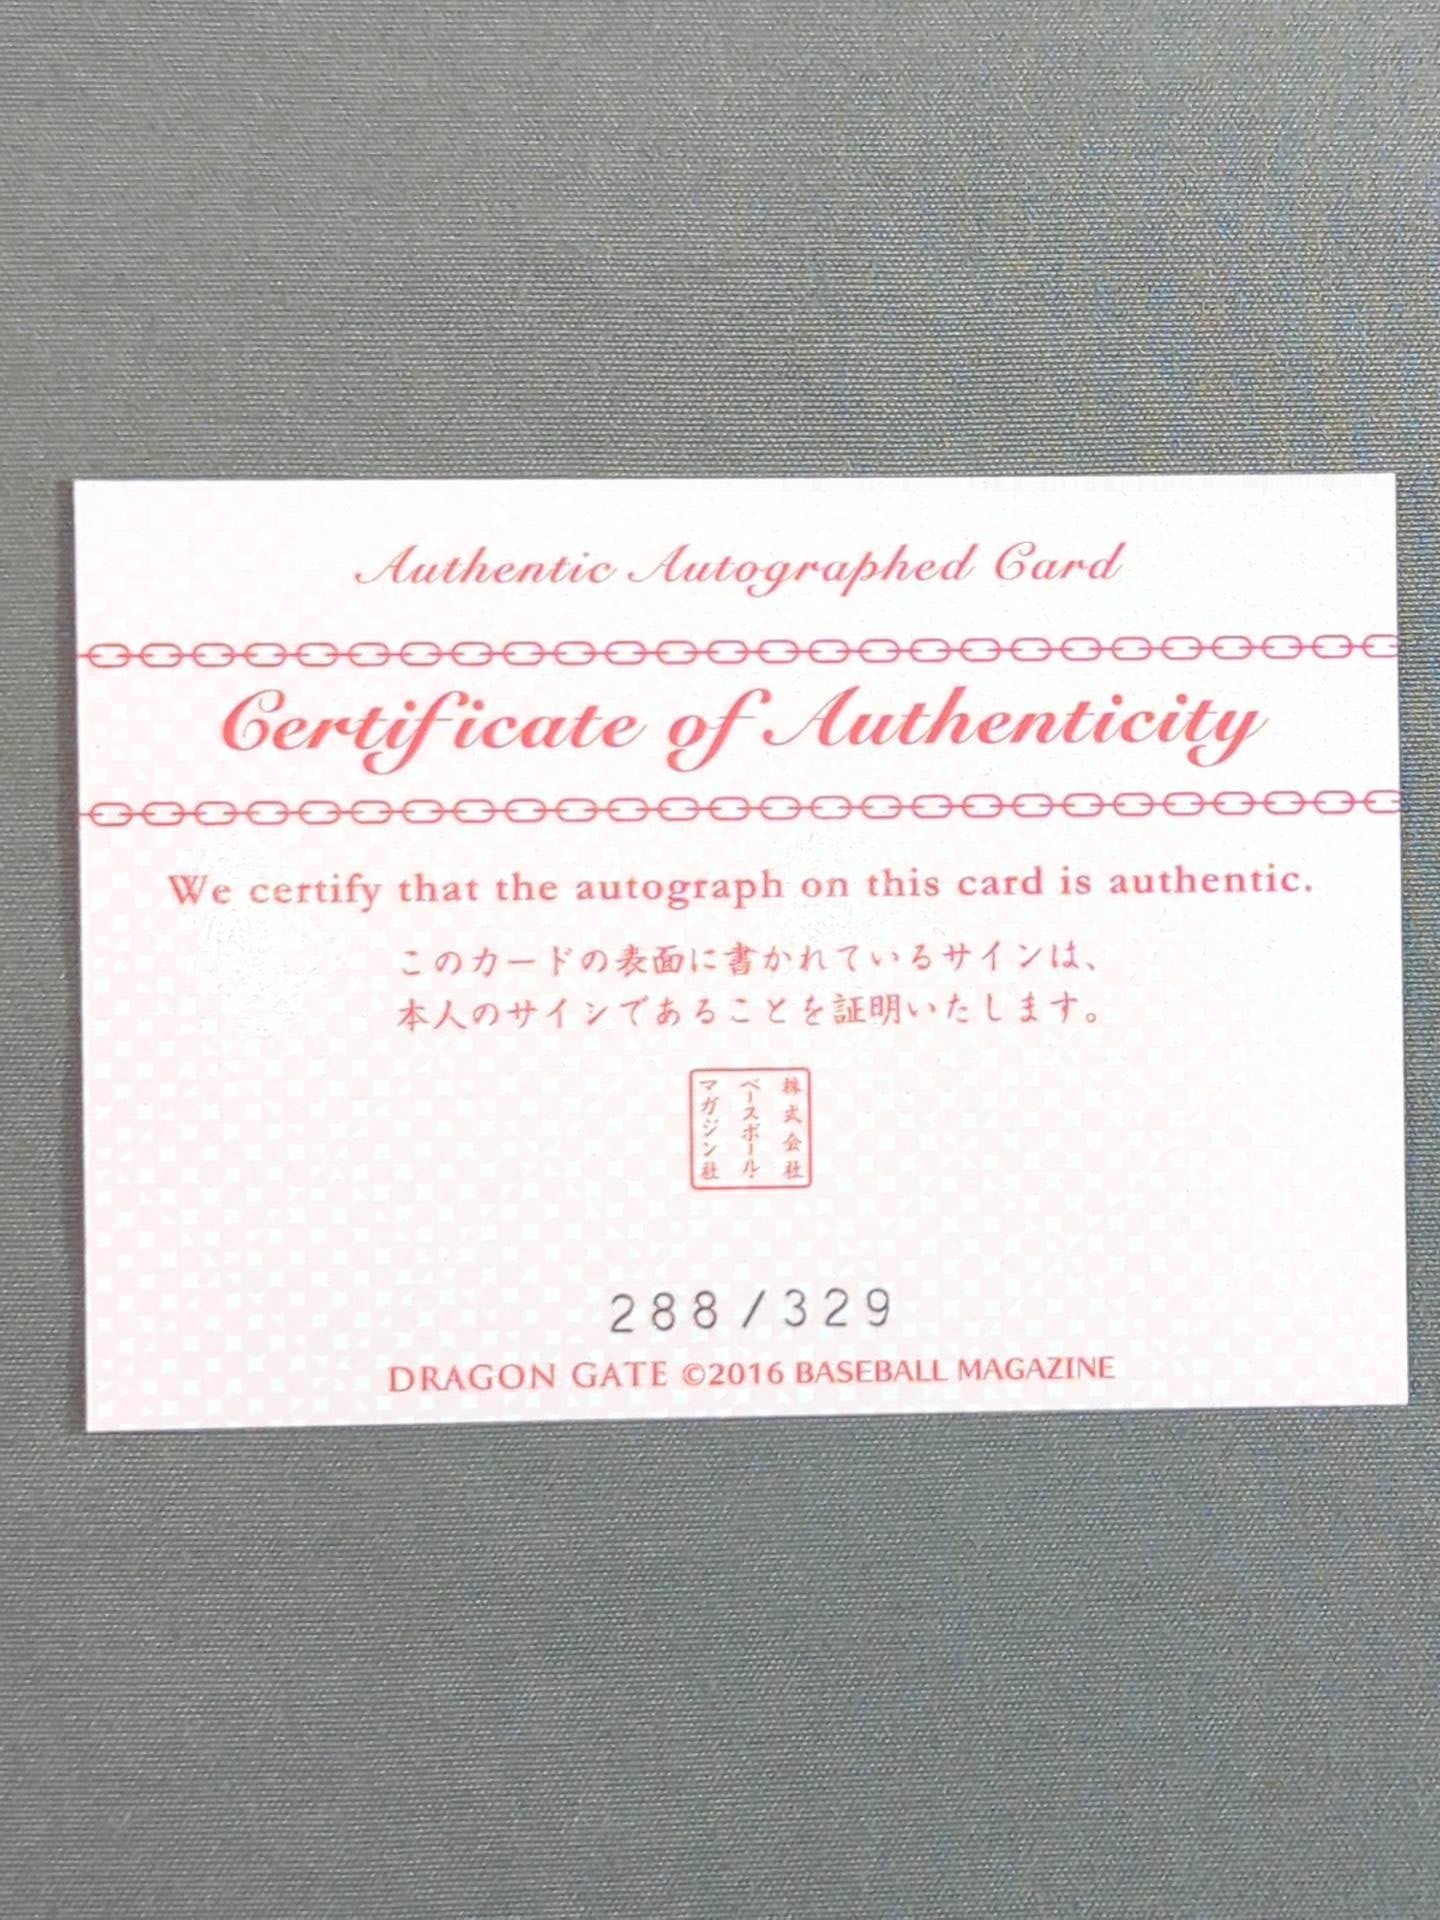 Authentic Autographed Card
Certificate of Authenticity
We certify that the autograph on this card is authentic.
このカードの表面に書かれているサインは、
本人のサインであることを証明いたします。
株式会社
ベースボール
マガジン社
288/329
DRAGON GATE ©2016 BASEBALL MAGAZINE